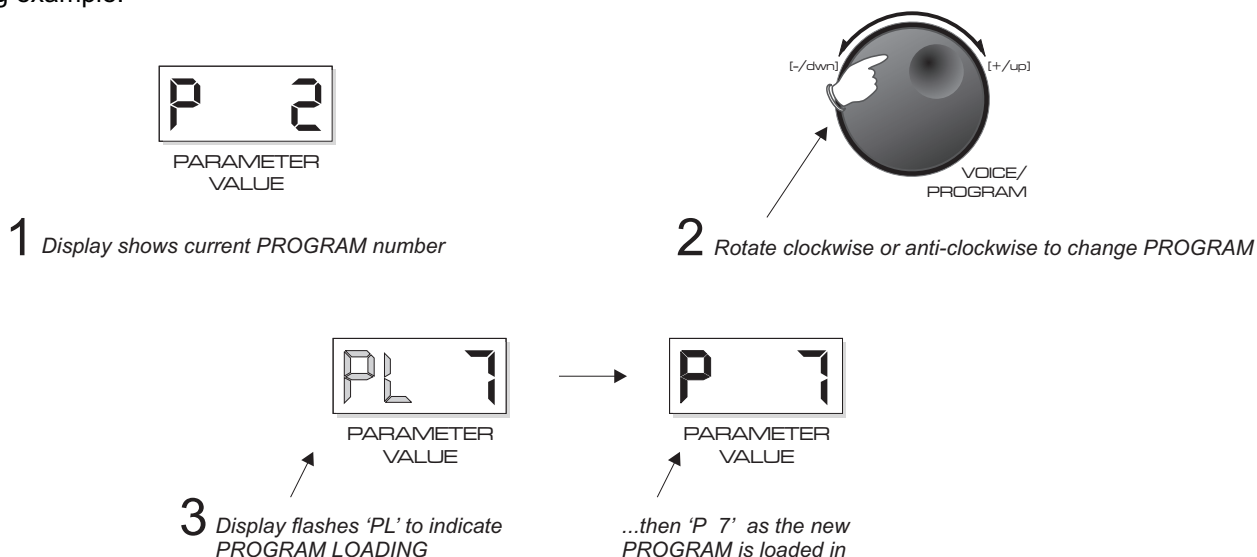 g example:
P 2
PARAMETER
VALUE
1 Display shows current PROGRAM number
[-/dwn]
[+/up]
VOICE/
PROGRAM
2 Rotate clockwise or anti-clockwise to change PROGRAM
PL 7
PARAMETER
VALUE
P 7
PARAMETER
VALUE
3 Display flashes ‘PL’ to indicate
PROGRAM LOADING
...then ‘P 7’ as the new
PROGRAM is loaded in